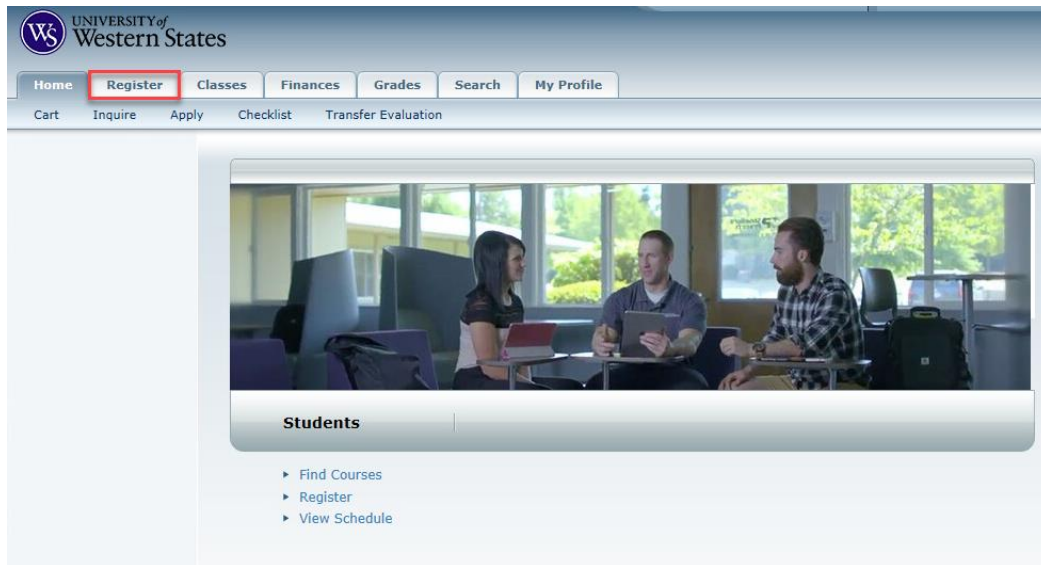 WS UNIVERSITY of
Western States
Home Register Classes Finances Grades Search My Profile
Cart Inquire Apply Checklist Transfer Evaluation
Students
Find Courses
Register
View Schedule